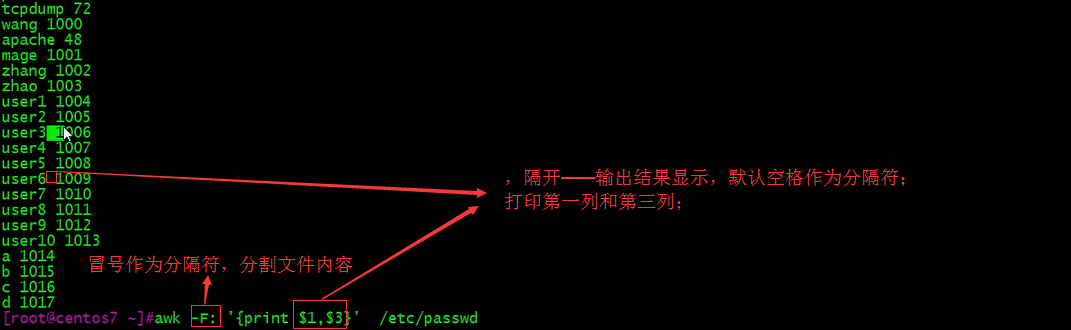 tcpdump 72
wang 1000
apache 48
mage 1001
zhang 1002
zhao 1003
user1 1004
user2 1005
user3 1006
user4 1007
user5 1008
user6 1009
user7 1010
user8 1011
user9 1012
user10 1013
a 1014
b 1015
c 1016
d 1017
，隔开——输出结果显示，默认空格作为分隔符；
打印第一列和第三列；
冒号作为分隔符，分割文件内容
[root@centos7 ~]#awk -F: '{print $1,$3}' /etc/passwd